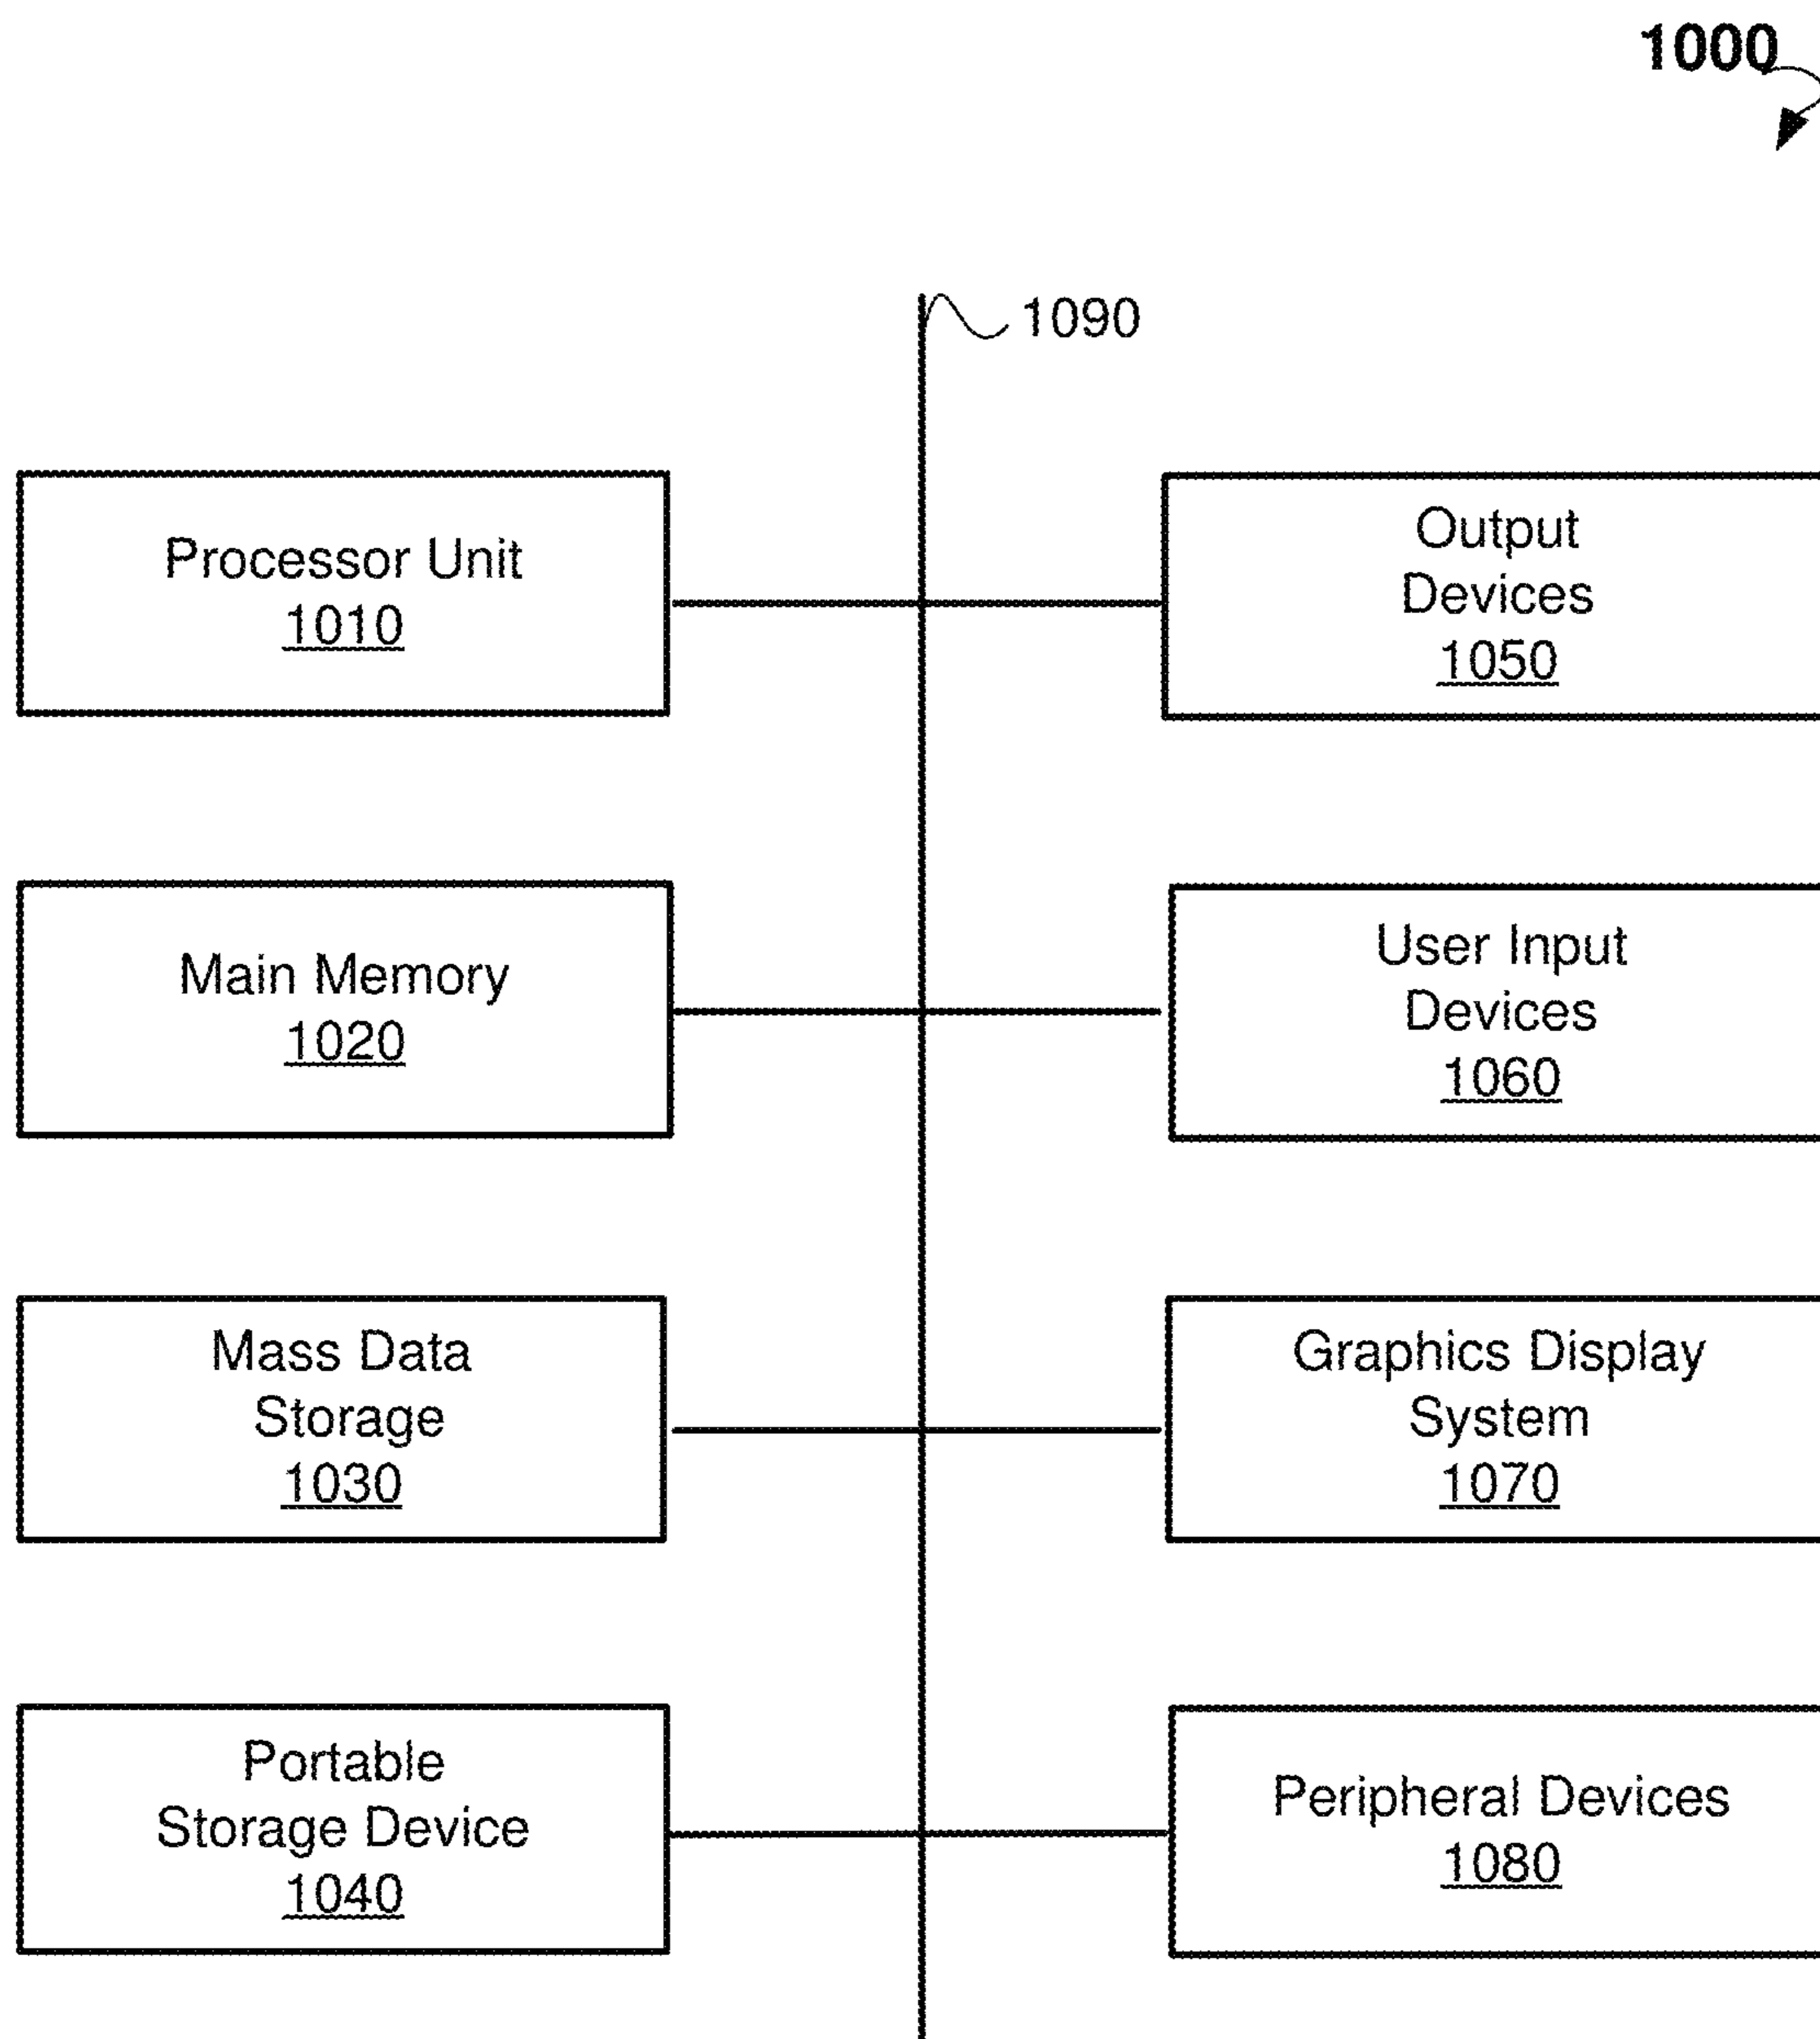 1000
1090
Processor Unit
1010
Output
Devices
1050
Main Memory
1020
User Input
Devices
1060
Mass Data
Storage
1030
Graphics Display
System
1070
Portable
Storage Device
1040
Peripheral Devices
1080